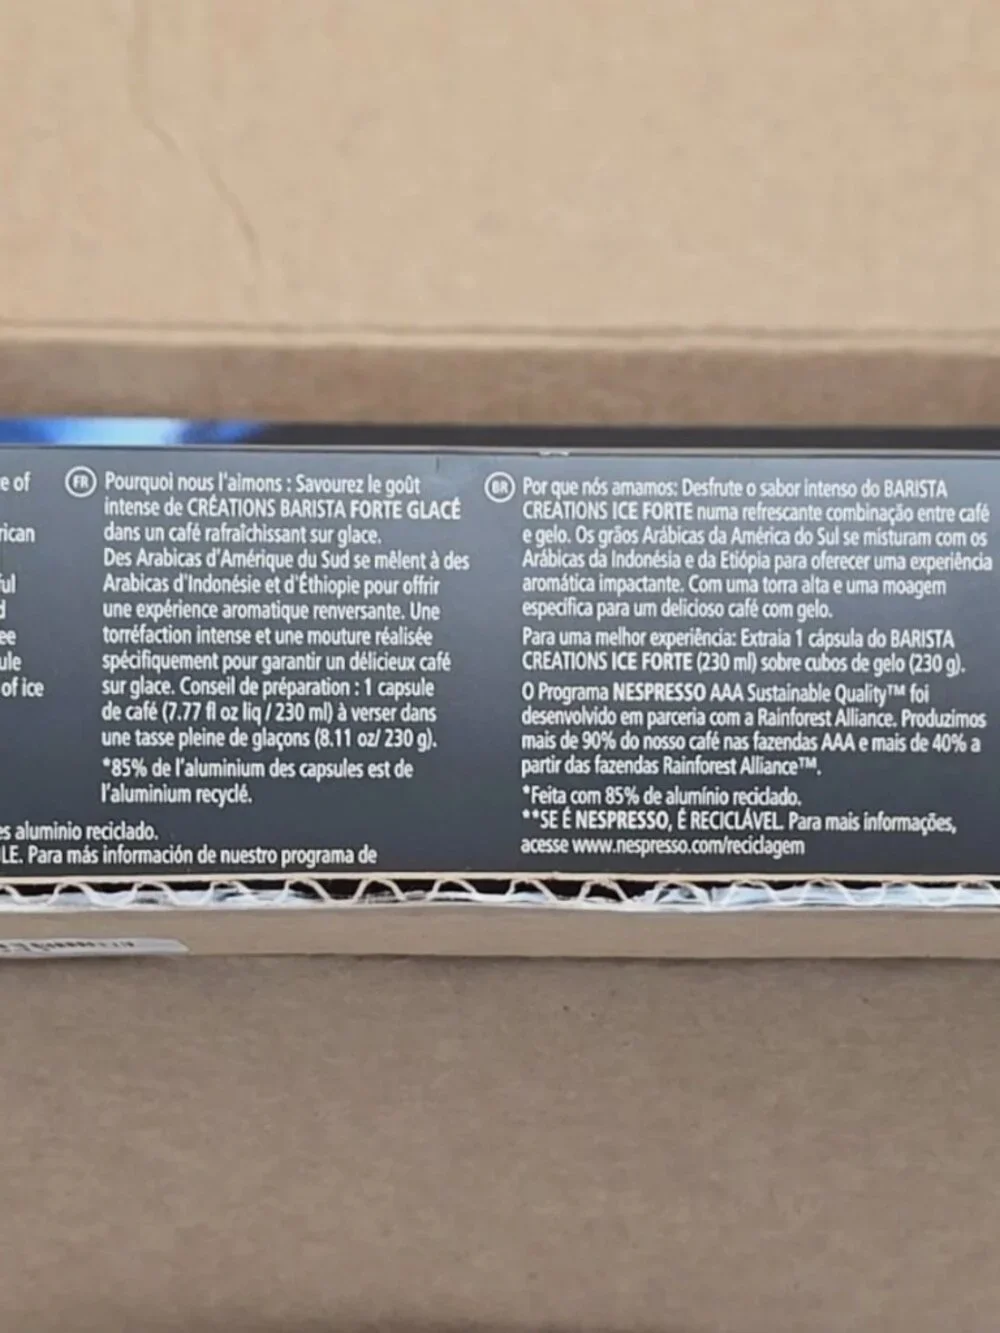 e of
rican
ful
d
ee
ule
of ice
FR Pourquoi nous l'aimons : Savourez le goût
intense de CRÉATIONS BARISTA FORTE GLACÉ
dans un café rafraîchissant sur glace.
Des Arabicas d'Amérique du Sud se mêlent à des
Arabicas d'Indonésie et d'Éthiopie pour offrir
une expérience aromatique renversante. Une
torréfaction intense et une mouture réalisée
spécifiquement pour garantir un délicieux café
sur glace. Conseil de préparation : 1 capsule
de café (7.77 fl oz liq / 230 ml) à verser dans
une tasse pleine de glaçons (8.11 oz/ 230 g).
*85% de l'aluminium des capsules est de
l'aluminium recyclé.
es aluminio reciclado.
LE. Para más información de nuestro programa de
BR Por que nós amamos: Desfrute o sabor intenso do BARISTA
CREATIONS ICE FORTE numa refrescante combinação entre café
e gelo. Os grãos Arábicas da América do Sul se misturam com os
Arábicas da Indonésia e da Etiópia para oferecer uma experiência
aromática impactante. Com uma torra alta e uma moagem
específica para um delicioso café com gelo.
Para uma melhor experiência: Extraia 1 cápsula do BARISTA
CREATIONS ICE FORTE (230 ml) sobre cubos de gelo (230 g).
O Programa NESPRESSO AAA Sustainable Quality™ foi
desenvolvido em parceria com a Rainforest Alliance. Produzimos
mais de 90% do nosso café nas fazendas AAA e mais de 40% a
partir das fazendas Rainforest Alliance™.
*Feita com 85% de alumínio reciclado.
**SE É NESPRESSO, É RECICLÁVEL. Para mais informações,
acesse www.nespresso.com/reciclagem